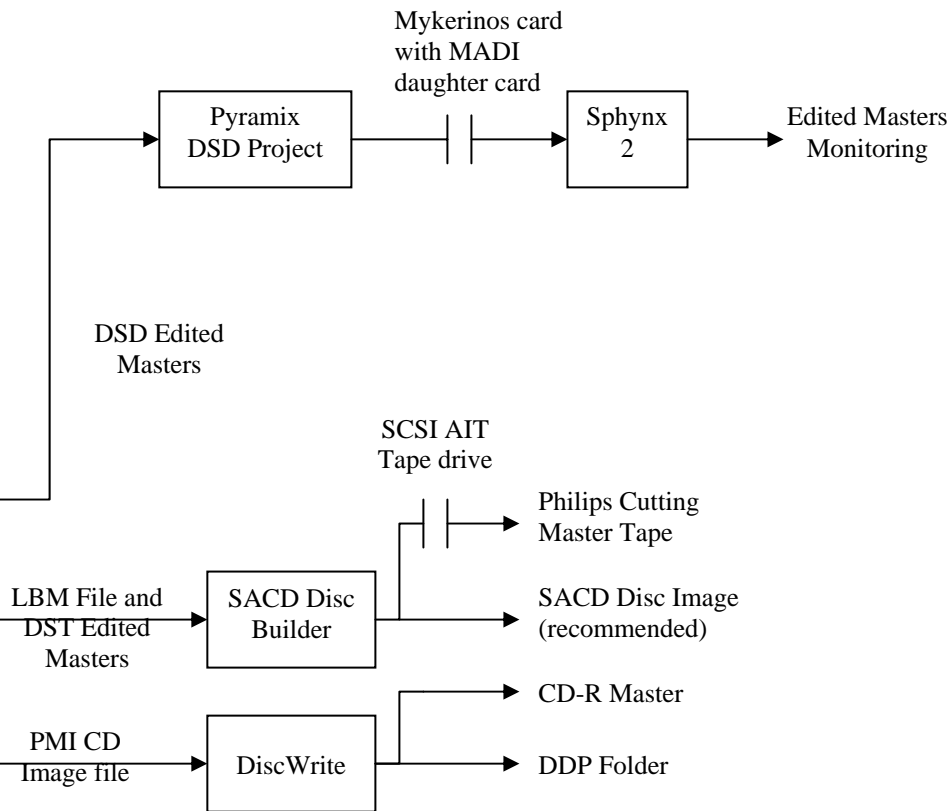 Mykerinos card
with MADI
daughter card
Pyramix
DSD Project
Sphynx
2
Edited Masters
Monitoring
DSD Edited
Masters
SCSI AIT
Tape drive
Philips Cutting
Master Tape
LBM File and
DST Edited
Masters
SACD Disc
Builder
SACD Disc Image
(recommended)
CD-R Master
PMI CD
Image file
DiscWrite
DDP Folder